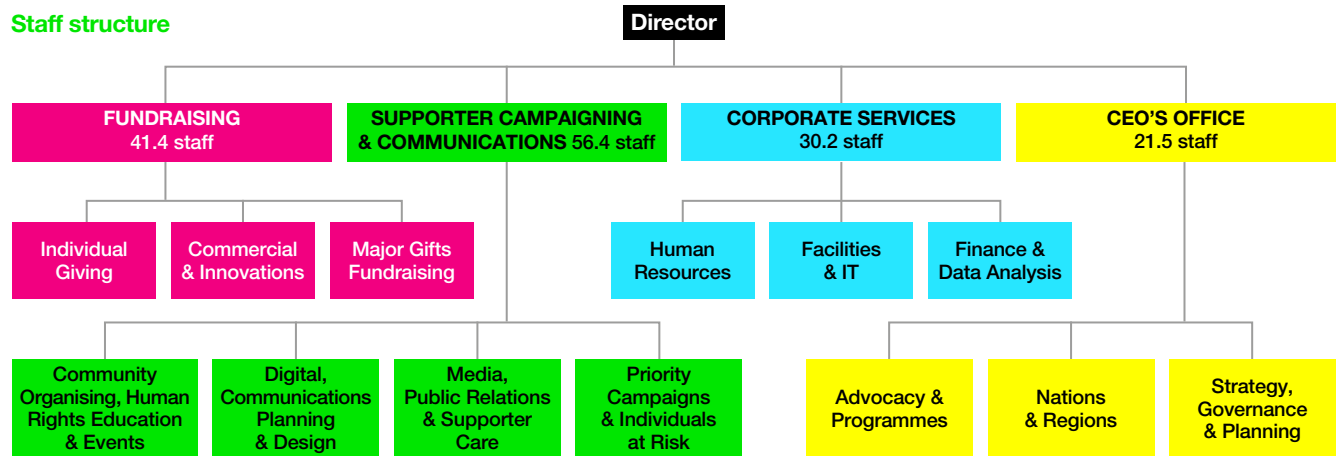 Staff structure
Director
FUNDRAISING
41.4 staff
SUPPORTER CAMPAIGNING
& COMMUNICATIONS 56.4 staff
CORPORATE SERVICES
30.2 staff
CEO’S OFFICE
21.5 staff
Individual
Giving
Commercial
& Innovations
Major Gifts
Fundraising
Human
Resources
Facilities
& IT
Finance &
Data Analysis
Community
Organising, Human
Rights Education
& Events
Digital,
Communications
Planning
& Design
Media,
Public Relations
& Supporter
Care
Priority
Campaigns
& Individuals
at Risk
Advocacy &
Programmes
Nations
& Regions
Strategy,
Governance
& Planning